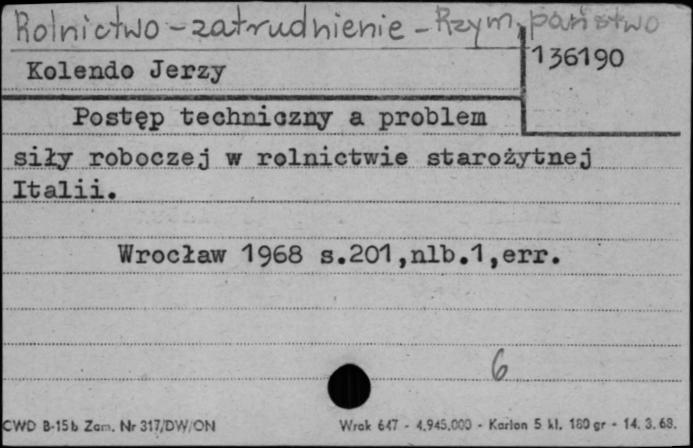 Rolnictwo - zatrudnienie - Rzym, państwo
136190
Kolendo Jerzy
Postęp techniczny a problem
siły roboczej w rolnictwie starożytnej
Italii.
Wrocław 1968 s.201,nlb.1,err.
6
CWD B-15b Zam. Nr 317/DW/ON
Wrak 647 - 4.945.000 - Karton 5 kl. 180 gr - 14. 3. 68.